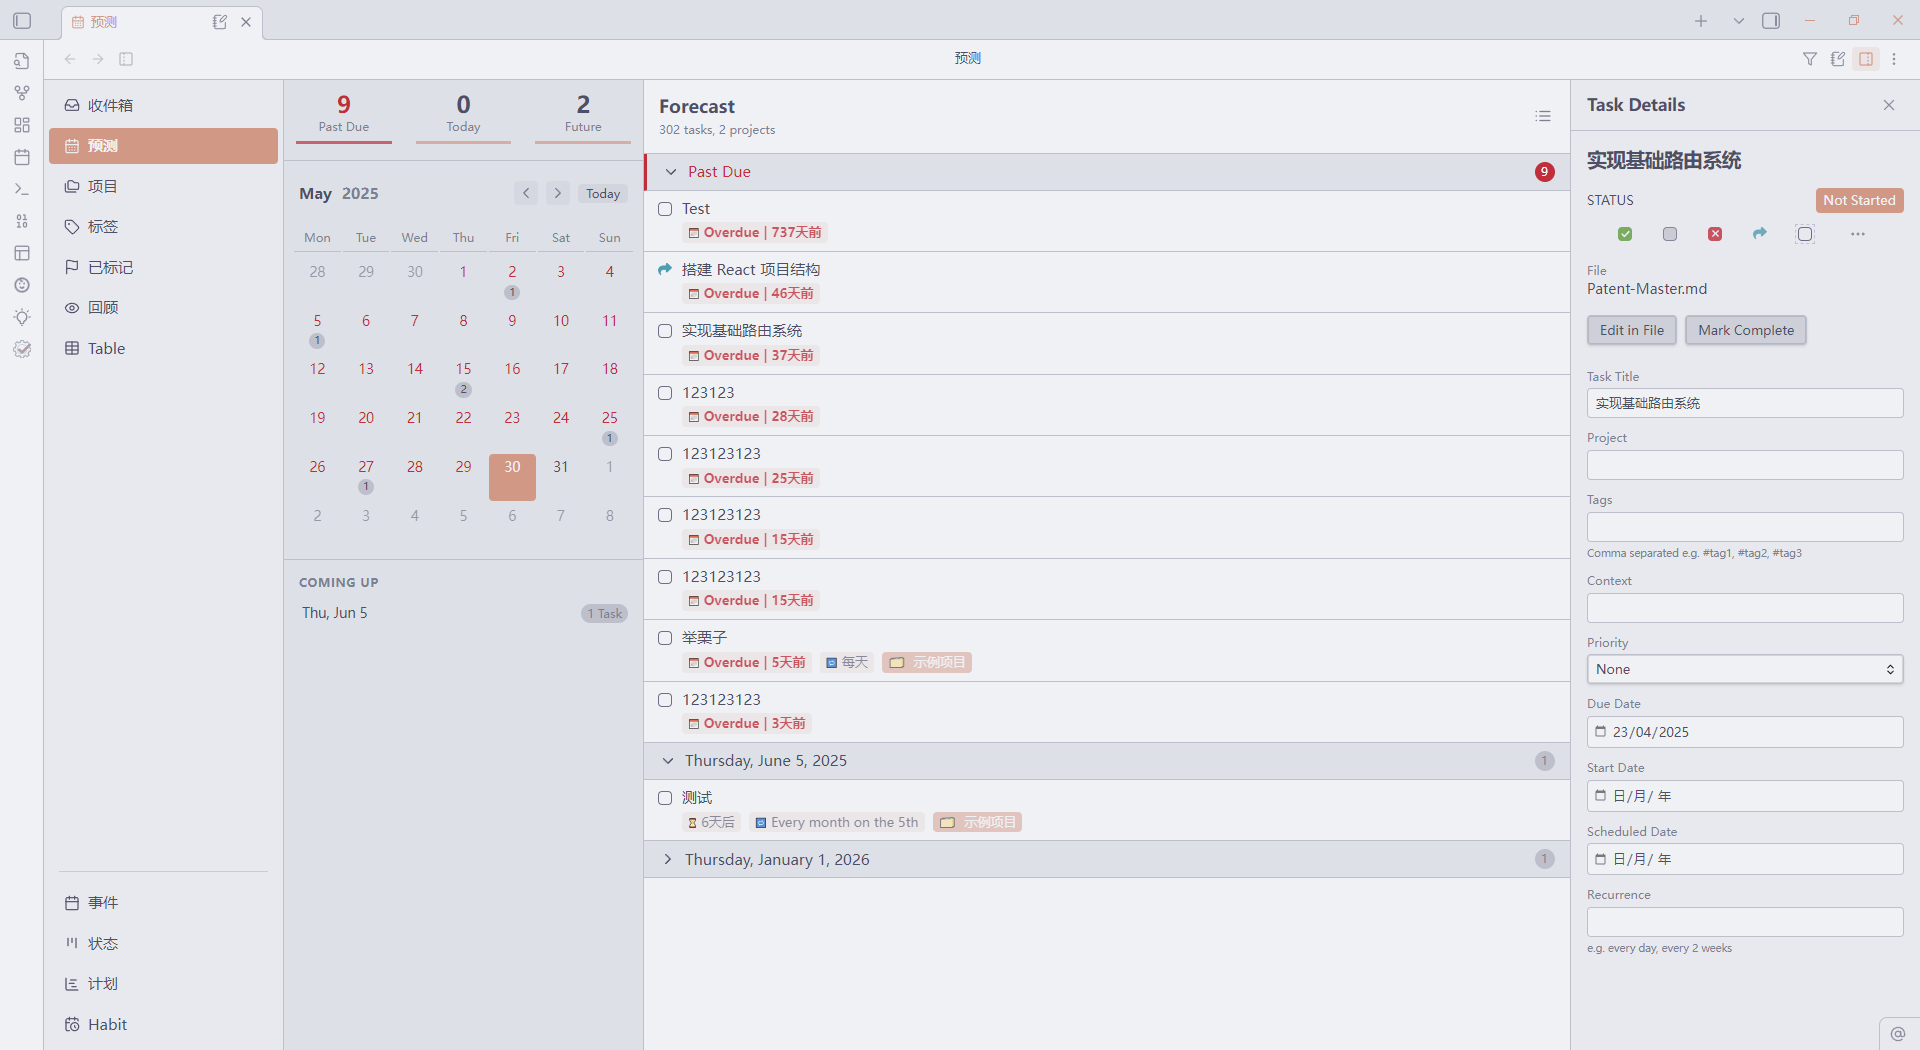 预测
预测
收件箱
预测
项目
标签
已标记
回顾
Table
事件
状态
计划
Habit
9 0 2
Past Due Today Future
May 2025 Today
Mon Tue Wed Thu Fri Sat Sun
28 29 30 1 2 3 4
1
5 6 7 8 9 10 11
1
12 13 14 15 16 17 18
2
19 20 21 22 23 24 25
1
26 27 28 29 30 31 1
1
2 3 4 5 6 7 8
COMING UP
Thu, Jun 5 1 Task
Forecast
302 tasks, 2 projects
Past Due 9
Test
Overdue | 737天前
搭建 React 项目结构
Overdue | 46天前
实现基础路由系统
Overdue | 37天前
123123
Overdue | 28天前
123123123
Overdue | 25天前
123123123
Overdue | 15天前
123123123
Overdue | 15天前
举栗子
Overdue | 5天前 每天 示例项目
123123123
Overdue | 3天前
Thursday, June 5, 2025 1
测试
6天后 Every month on the 5th 示例项目
Thursday, January 1, 2026 1
Task Details
实现基础路由系统
STATUS Not Started
File
Patent-Master.md
Edit in File Mark Complete
Task Title
实现基础路由系统
Project
Tags
Comma separated e.g. #tag1, #tag2, #tag3
Context
Priority
None
Due Date
23/04/2025
Start Date
日/月/ 年
Scheduled Date
日/月/ 年
Recurrence
e.g. every day, every 2 weeks